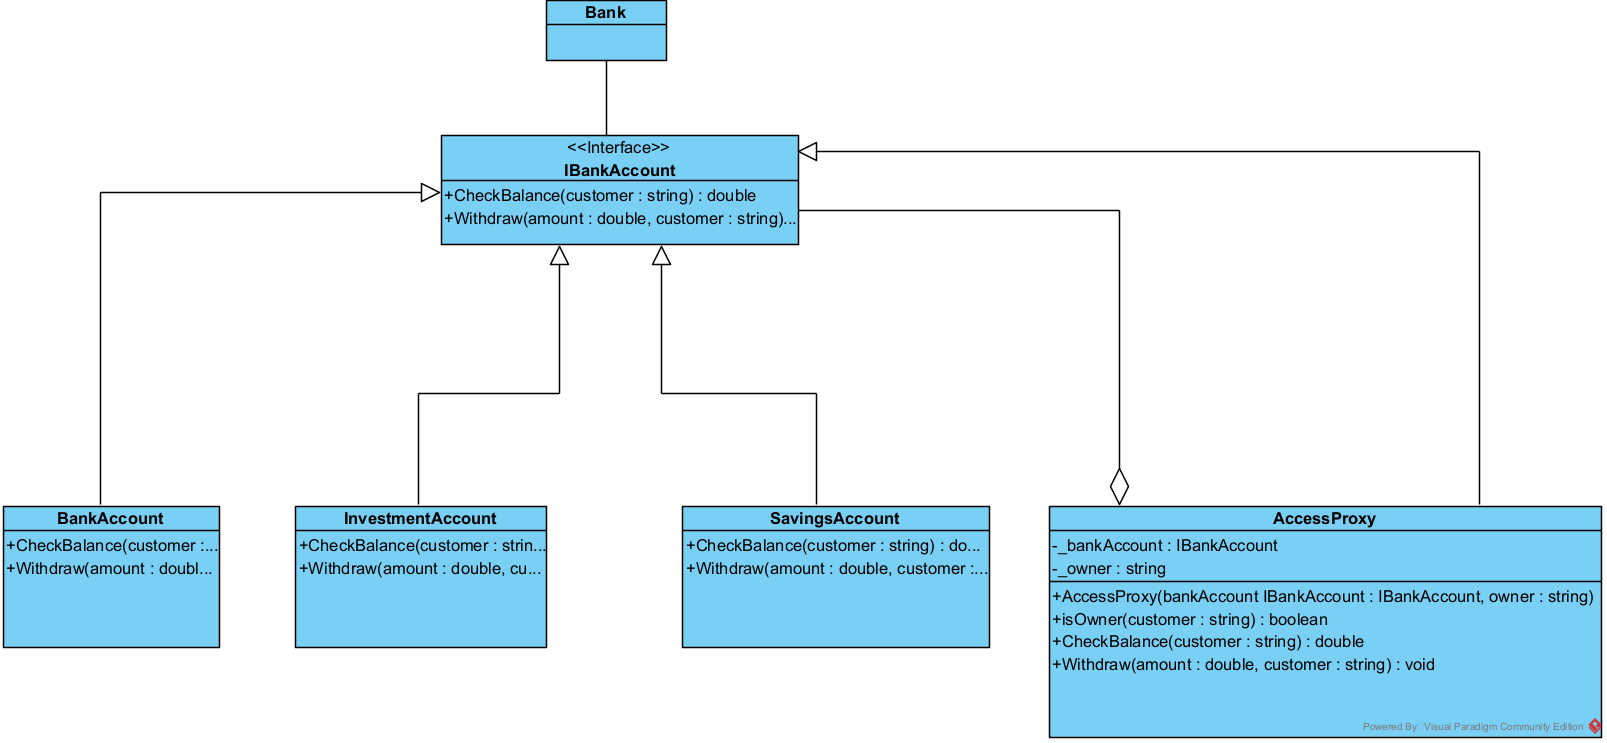 Bank
<<Interface>>
IBankAccount
+CheckBalance(customer : string) : double
+Withdraw(amount : double, customer : string)...
BankAccount
+CheckBalance(customer :...
+Withdraw(amount : doubl...
InvestmentAccount
+CheckBalance(customer : strin...
+Withdraw(amount : double, cu...
SavingsAccount
+CheckBalance(customer : string) : do...
+Withdraw(amount : double, customer :...
AccessProxy
-_bankAccount : IBankAccount
-_owner : string
+AccessProxy(bankAccount IBankAccount : IBankAccount, owner : string)
+isOwner(customer : string) : boolean
+CheckBalance(customer : string) : double
+Withdraw(amount : double, customer : string) : void
Powered By Visual Paradigm Community Edition